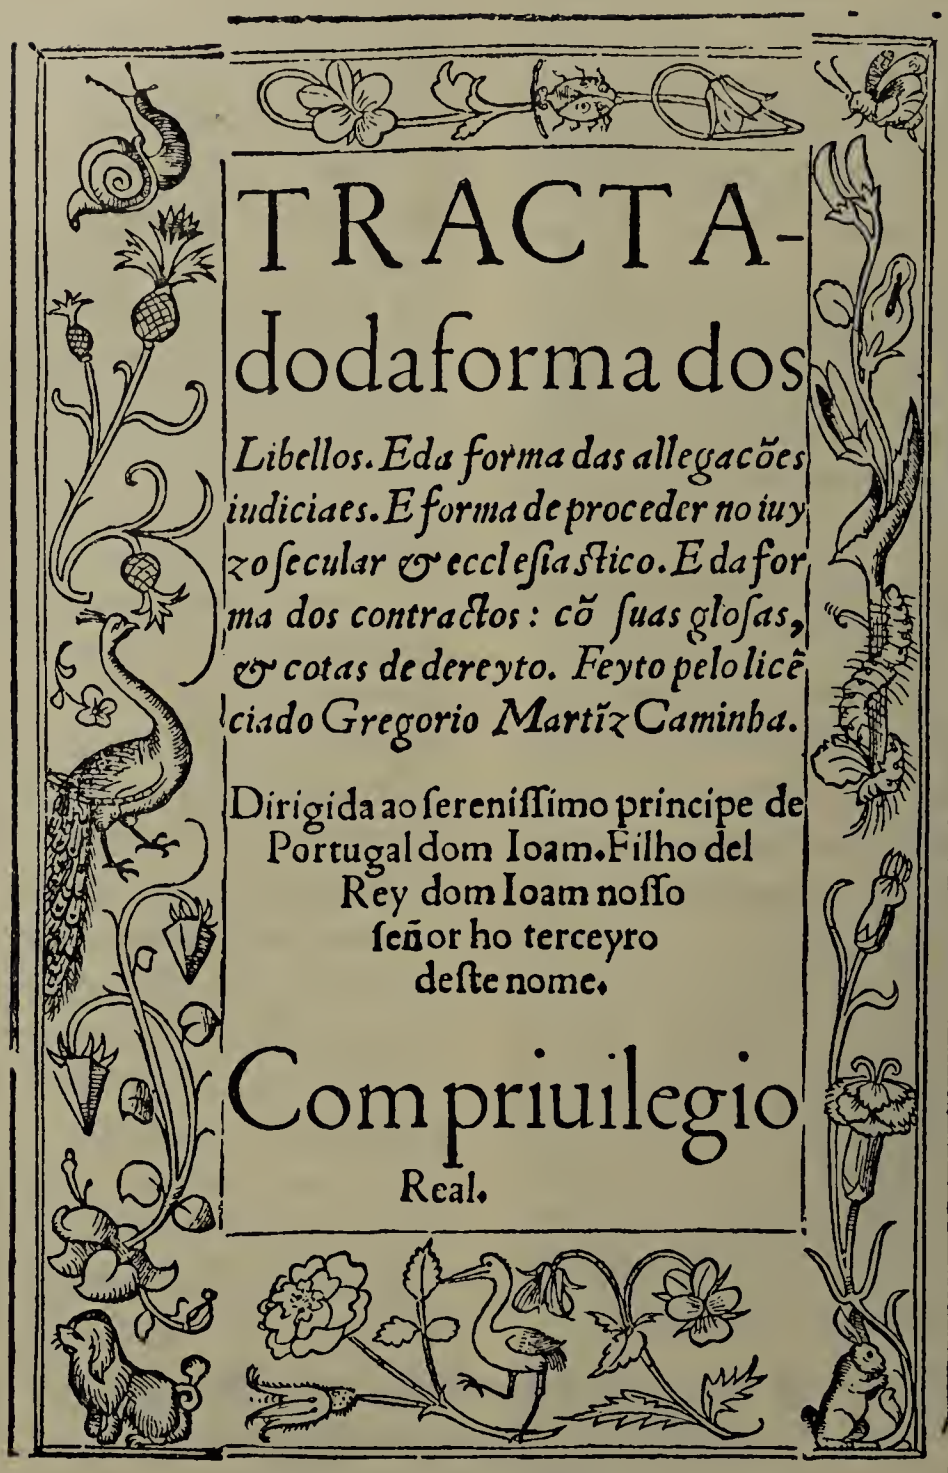 TRACTA-
dodaforma dos
Libellos. Eda forma das allegacões
iudiciaes. E forma de proceder no iuy
zo ſecular & eccleſiaſtico. E da for
ma dos contractos: cõ ſuas gloſas,
& cotas de dereyto. Feyto pelo licẽ
ciado Gregorio Martĩz Caminha.
Dirigida ao ſereniſſimo principe de
Portugal dom Ioam. Filho del
Rey dom Ioam noſſo
ſeñor ho terceyro
deſte nome.
Com priuilegio
Real.